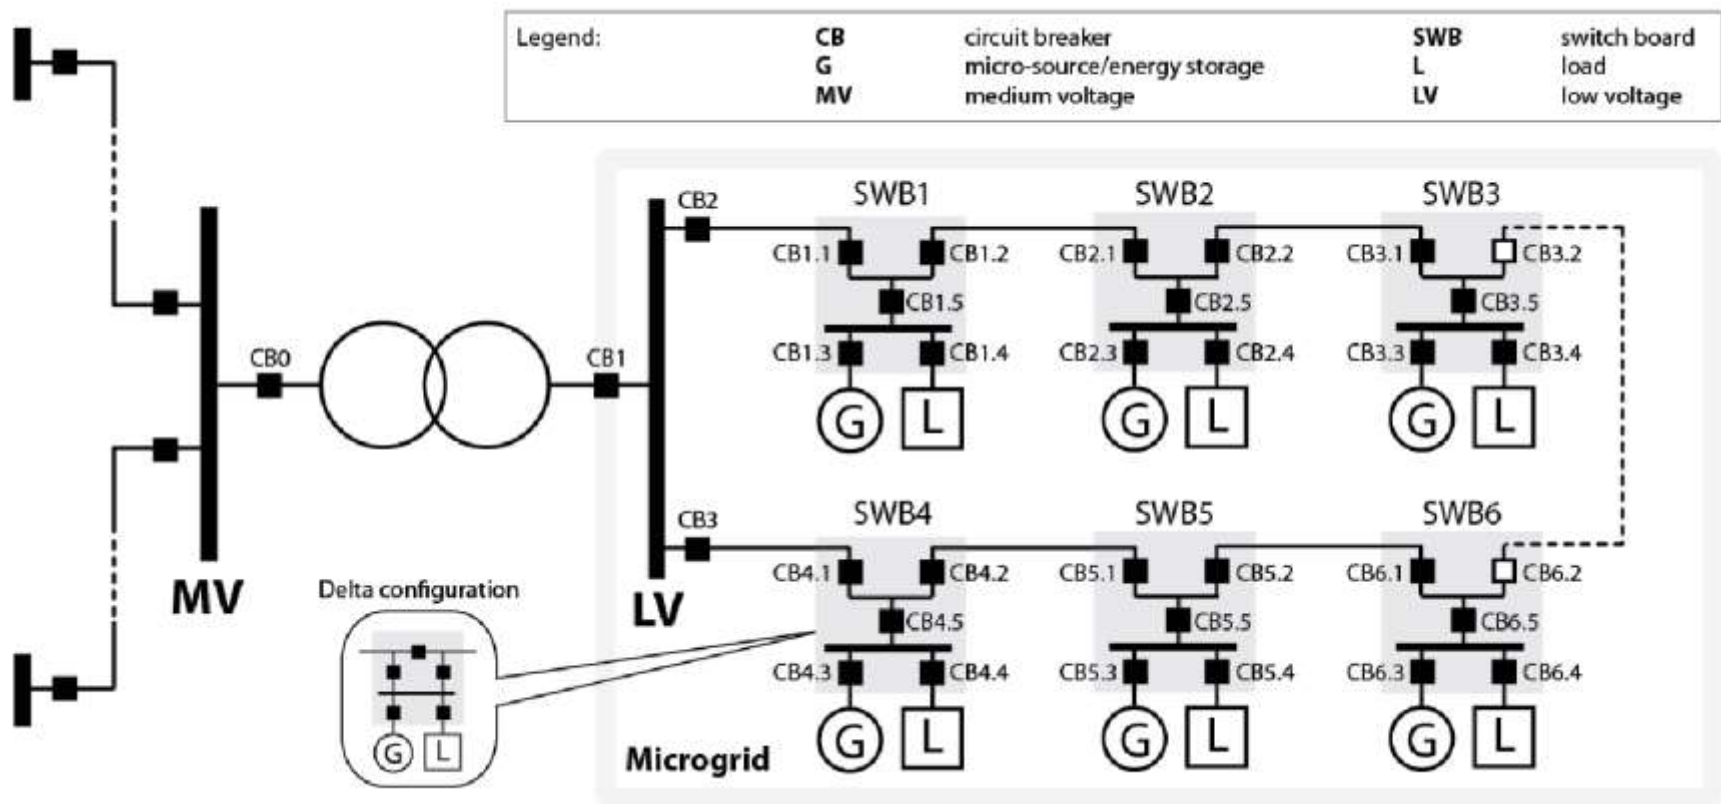 Legend: CB circuit breaker SWB switch board
G micro-source/energy storage L load
MV medium voltage LV low voltage
CB2 SWB1 SWB2 SWB3
CB1.1 CB1.2 CB2.1 CB2.2 CB3.1 CB3.2
CB1.5 CB2.5 CB3.5
CB0 CB1 CB1.3 CB1.4 CB2.3 CB2.4 CB3.3 CB3.4
G L G L G L
CB3 SWB4 SWB5 SWB6
CB4.1 CB4.2 CB5.1 CB5.2 CB6.1 CB6.2
MV Delta configuration LV
CB4.5 CB5.5 CB6.5
CB4.3 CB4.4 CB5.3 CB5.4 CB6.3 CB6.4
G L G L G L G L
Microgrid